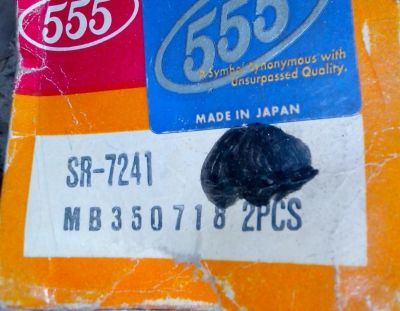 555
555
A Symbol Synonymous with
Unsurpassed Quality.
MADE IN JAPAN
SR-7241
MB350718 2PCS